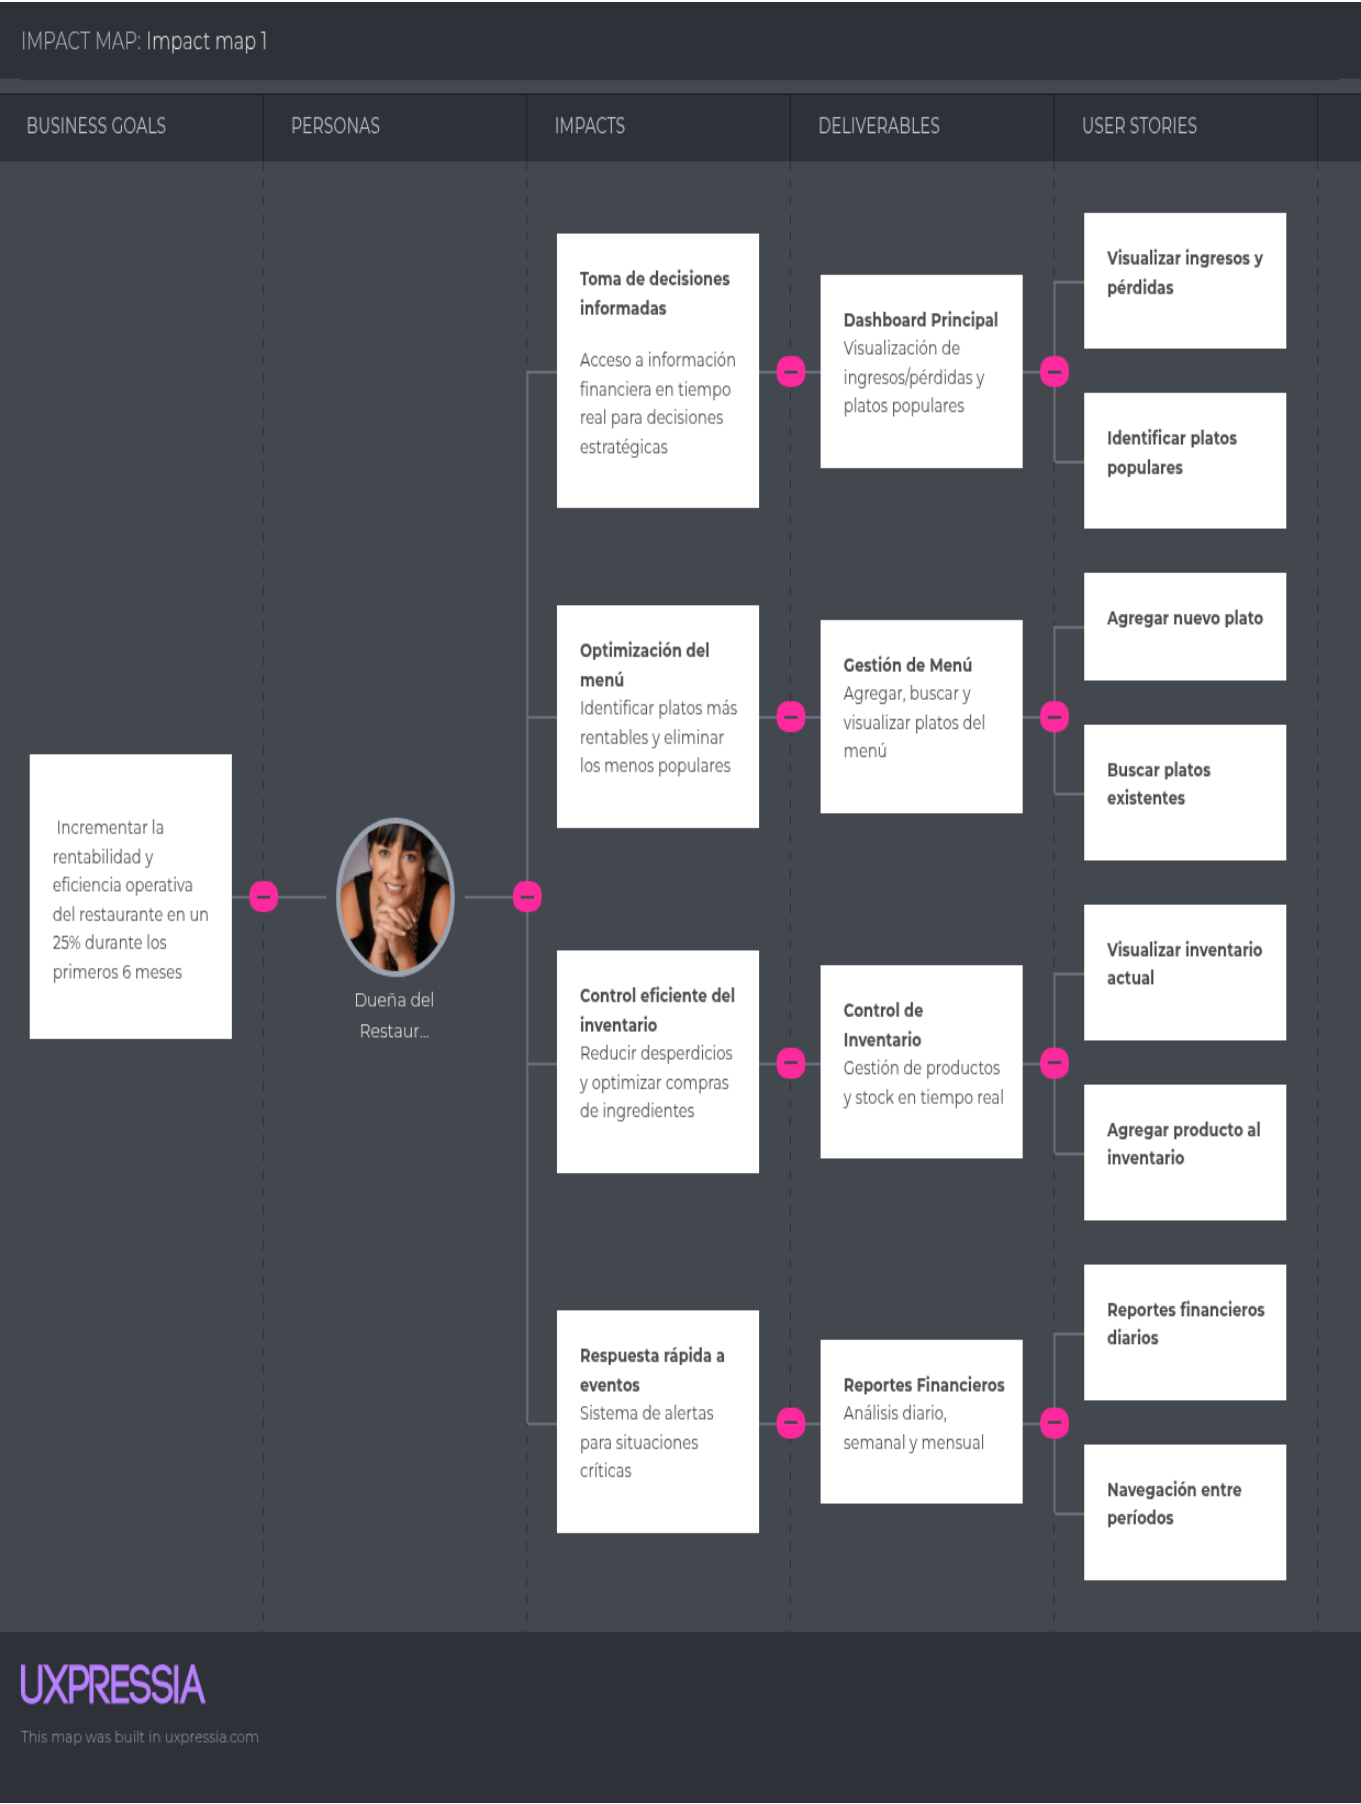 IMPACT MAP: Impact map 1
BUSINESS GOALS
PERSONAS
IMPACTS
DELIVERABLES
USER STORIES
Incrementar la
rentabilidad y
eficiencia operativa
del restaurante en un
25% durante los
primeros 6 meses
Dueña del
Restaur...
Toma de decisiones
informadas
Acceso a información
financiera en tiempo
real para decisiones
estratégicas
Dashboard Principal
Visualización de
ingresos/pérdidas y
platos populares
Visualizar ingresos y
pérdidas
Identificar platos
populares
Optimización del
menú
Identificar platos más
rentables y eliminar
los menos populares
Gestión de Menú
Agregar, buscar y
visualizar platos del
menú
Agregar nuevo plato
Buscar platos
existentes
Control eficiente del
inventario
Reducir desperdicios
y optimizar compras
de ingredientes
Control de
Inventario
Gestión de productos
y stock en tiempo real
Visualizar inventario
actual
Agregar producto al
inventario
Respuesta rápida a
eventos
Sistema de alertas
para situaciones
críticas
Reportes Financieros
Análisis diario,
semanal y mensual
Reportes financieros
diarios
Navegación entre
períodos
UXPRESSIA
This map was built in uxpressia.com